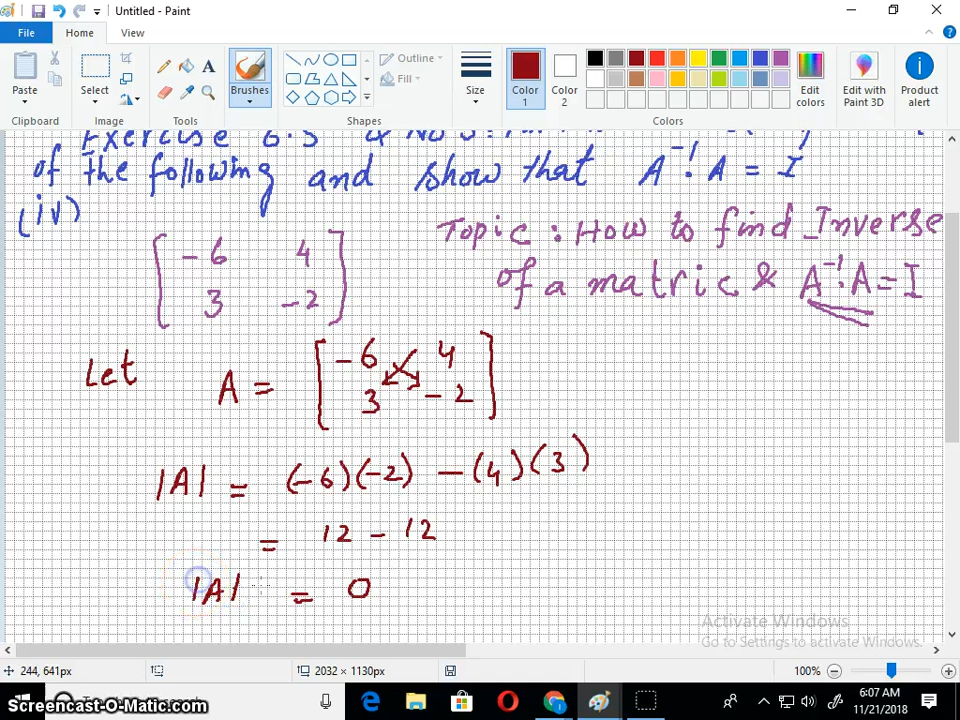 Untitled - Paint
File Home View
Paste Select Brushes Outline Fill Size Color 1 Color 2 Edit colors Edit with Paint 3D Product alert
Clipboard Image Tools Shapes Colors
Exercise 6.5
of the following and show that A⁻¹. A = I
(iv)
Topic : How to find Inverse
of a matric & A⁻¹.A = I
[ -6 4
3 -2 ]
Let A = [ -6 4
3 -2 ]
|A| = (-6)(-2) - (4)(3)
= 12 - 12
|A| = 0
Activate Windows
Go to Settings to activate Windows.
244, 641px 2032 × 1130px 100%
Screencast-O-Matic.com
6:07 AM
11/21/2018